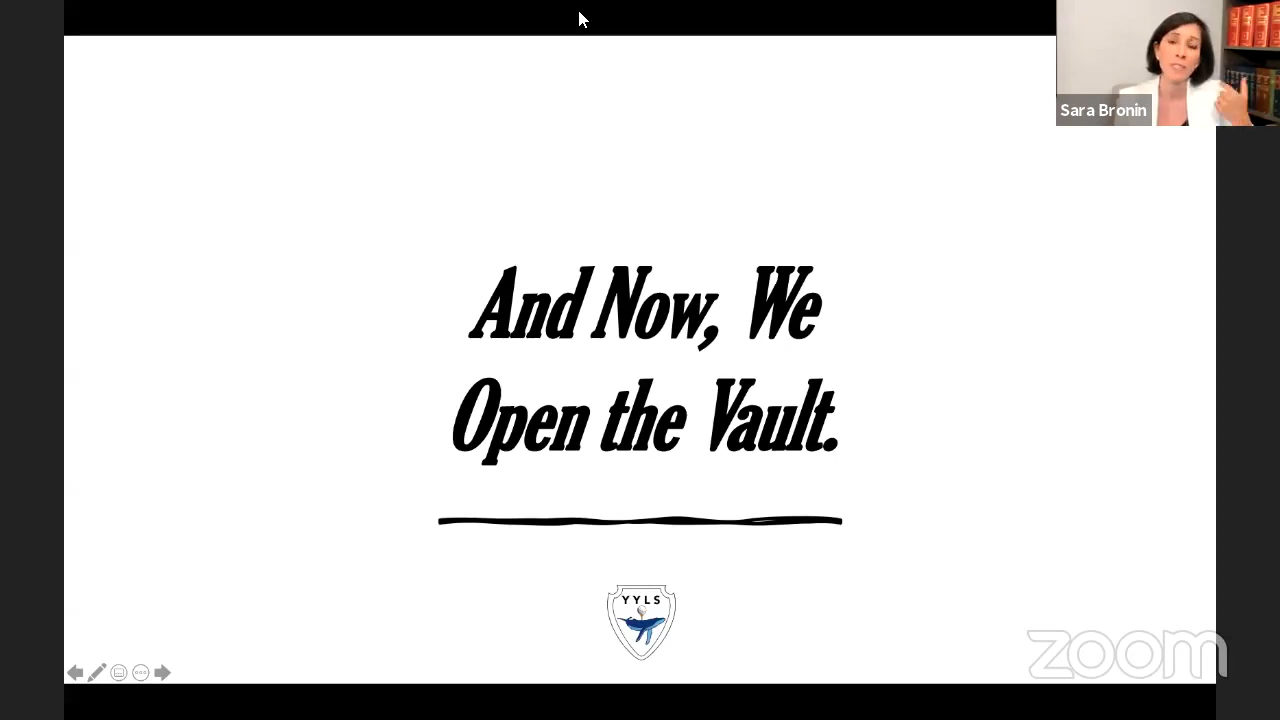 Sara Bronin
And Now, We
Open the Vault.
YYLS
zoom